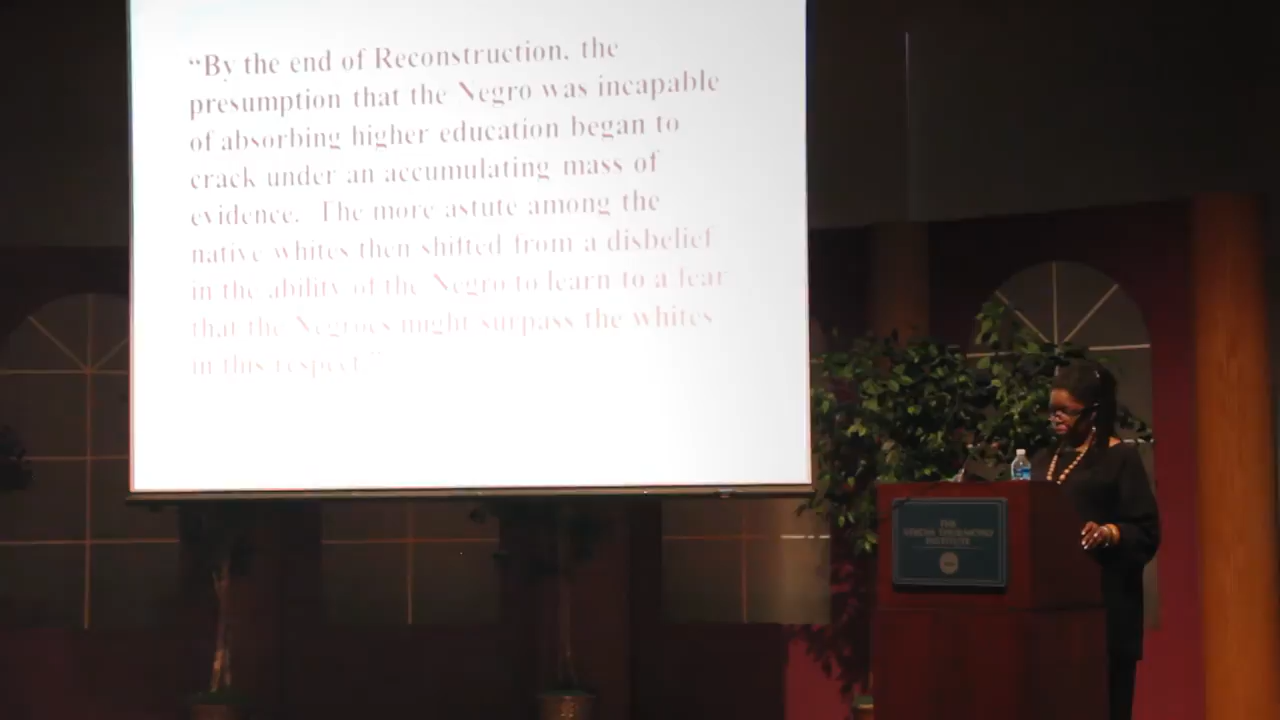 “By the end of Reconstruction, the
presumption that the Negro was incapable
of absorbing higher education began to
crack under an accumulating mass of
evidence.  The more astute among the
native whites then shifted from a disbelief
in the ability of the Negro to learn to a fear
that the Negroes might surpass the whites
in this respect.”
THE
INSTITUTE